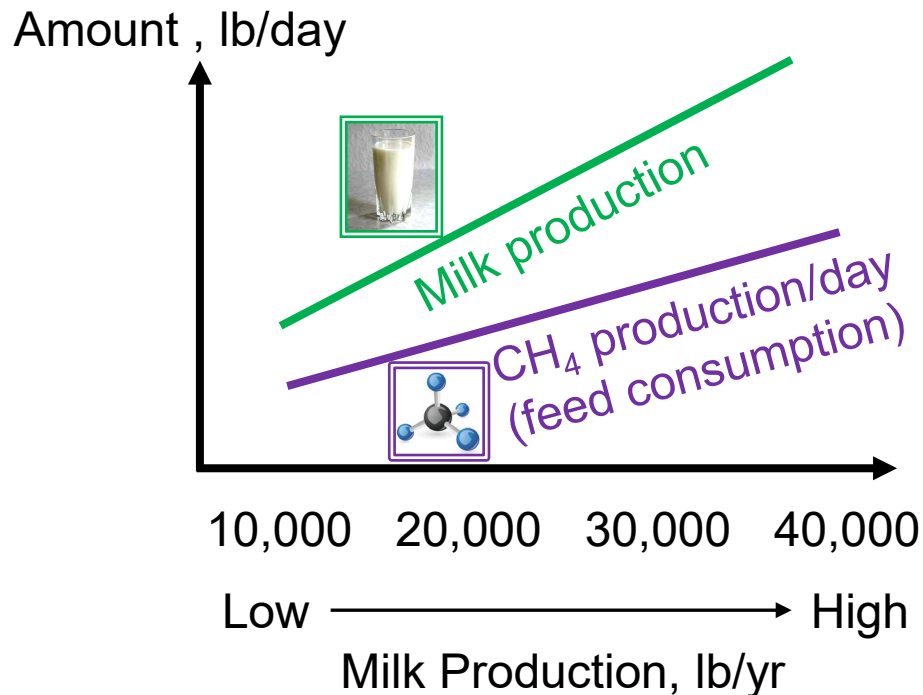 Amount , lb/day
Milk production
CH₄ production/day
(feed consumption)
10,000 20,000 30,000 40,000
Low High
Milk Production, lb/yr